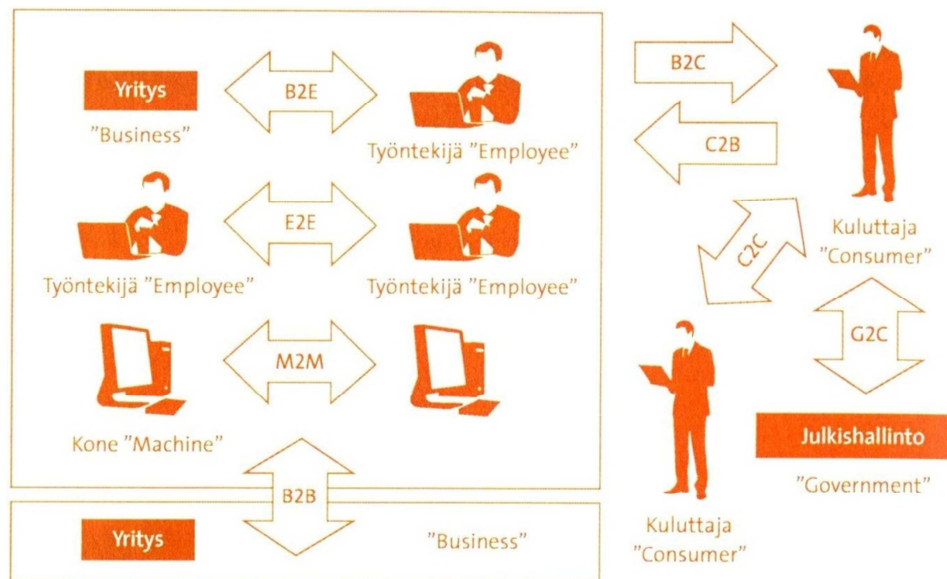 Yritys
"Business"
B2E
Työntekijä "Employee"
Työntekijä "Employee"
E2E
Työntekijä "Employee"
Kone "Machine"
M2M
B2B
Yritys
"Business"
B2C
C2B
Kuluttaja
"Consumer"
C2C
Kuluttaja
"Consumer"
G2C
Julkishallinto
"Government"